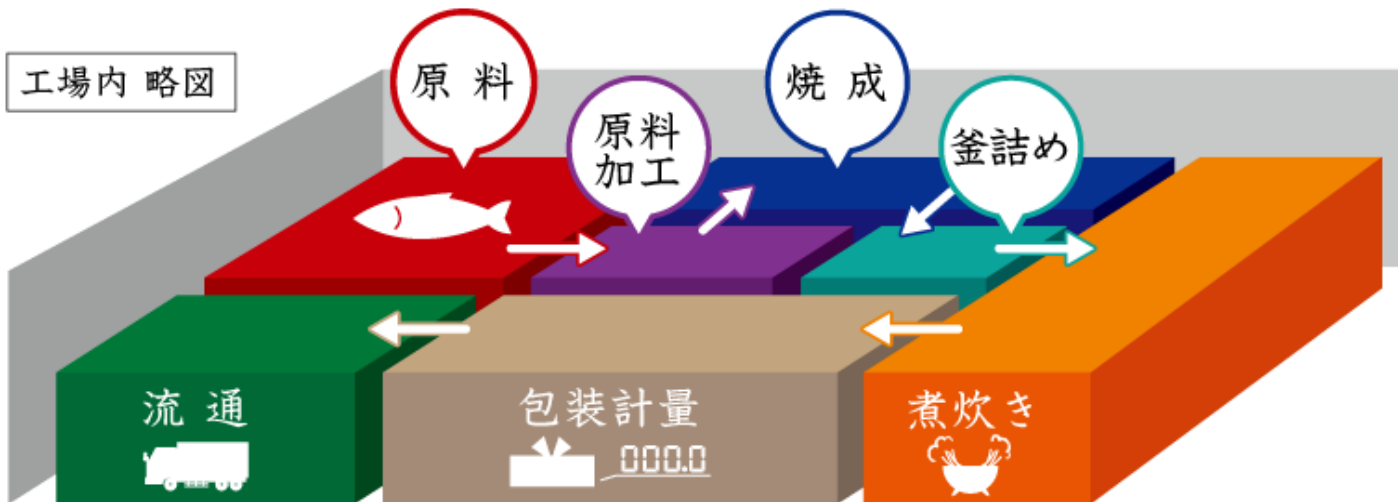 工場内 略図
原 料
原料
加工
焼 成
釜詰め
流 通
包装計量
000.0
煮炊き